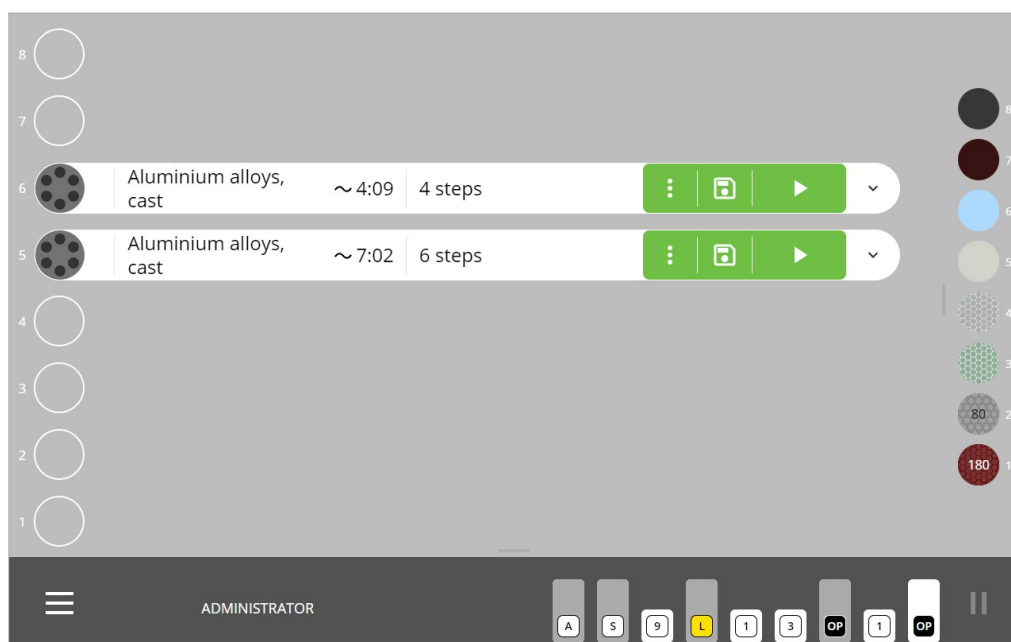 8
7
6
Aluminium alloys,
cast
~ 4:09
4 steps
5
Aluminium alloys,
cast
~ 7:02
6 steps
4
3
2
1
8
7
6
5
4
3
80 2
180 1
ADMINISTRATOR
A S 9 L 1 3 OP 1 OP